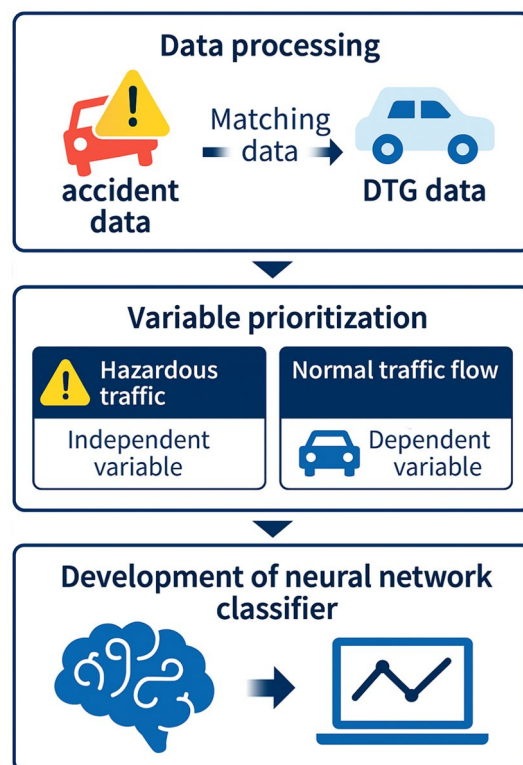 Data processing
Matching
data
accident
data
DTG data
Variable prioritization
Hazardous
traffic
Normal traffic flow
Independent
variable
Dependent
variable
Development of neural network
classifier